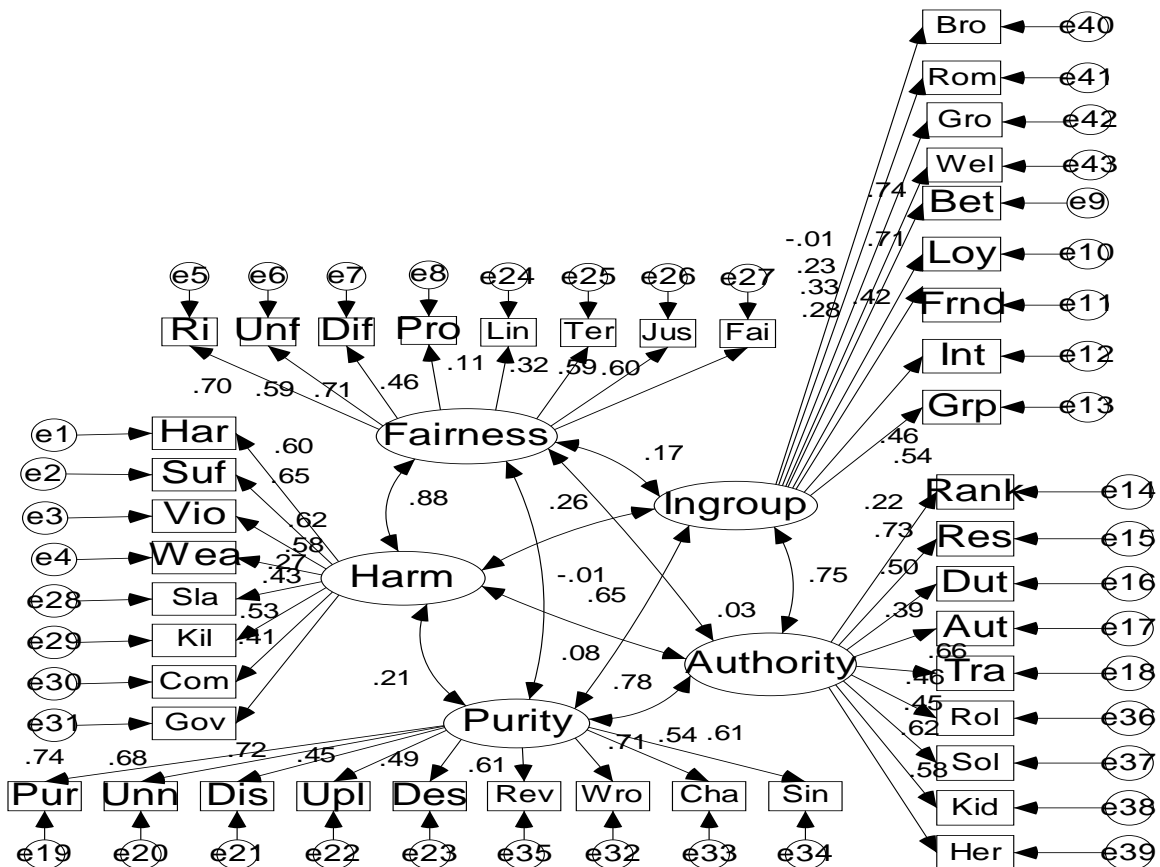 Bro e40
Rom e41
Gro e42
Wel e43
.74
Bet e9
-.01 .71
Loy e10
.23
e5 e6 e7 e8 e24 e25 e26 e27
.33 .42
Frnd e11
.28
Ri Unf Dif Pro Lin Ter Jus Fai
Int e12
.70 .59 .71 .46 .11 .32 .59 .60
Grp e13
e1 Har
.60
Fairness
.46
.17 .54
e2 Suf
.65
.88 .26
Ingroup
.22 Rank e14
e3 Vio
.62
.73 Res e15
e4 Wea
.58
.27
.50
Harm
-.01 .75
Dut e16
e28 Sla
.43
.65
.39
.53
.03
Aut e17
e29 Kil
.41
.66
.08
Authority
Tra e18
.46
e30 Com
.21 .78
.45
Rol e36
e31 Gov
Purity
.62
.74 .68 .72 .45 .49 .61 .71 .54 .61
Sol e37
.58
Pur Unn Dis Upl Des Rev Wro Cha Sin
Kid e38
e19 e20 e21 e22 e23 e35 e32 e33 e34
Her e39